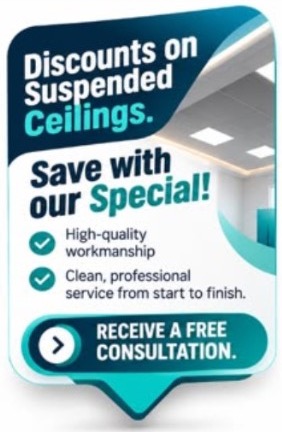 Discounts on
Suspended
Ceilings.
Save with
our Special!
High-quality
workmanship
Clean, professional
service from start to finish.
RECEIVE A FREE
CONSULTATION.